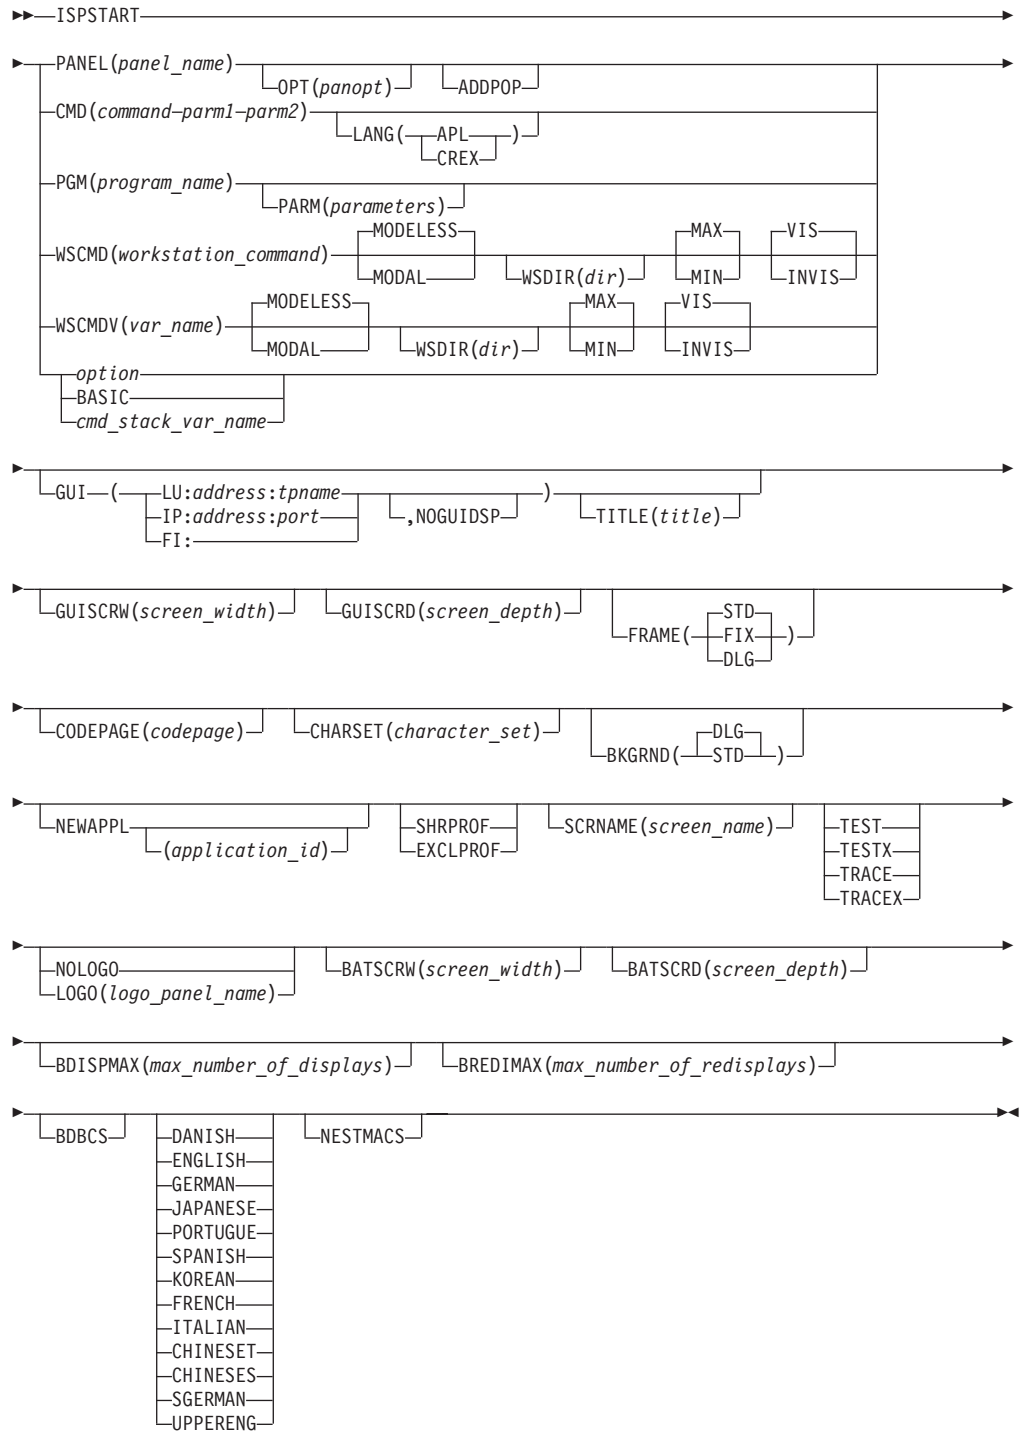 ISPSTART
PANEL(panel_name)
OPT(panopt) ADDPOP
CMD(command–parm1–parm2)
LANG( APL )
CREX
PGM(program_name)
PARM(parameters)
MODELESS MAX VIS
WSCMD(workstation_command)
MODAL WSDIR(dir) MIN INVIS
MODELESS MAX VIS
WSCMDV(var_name)
MODAL WSDIR(dir) MIN INVIS
option
BASIC
cmd_stack_var_name
GUI ( LU:address:tpname )
IP:address:port ,NOGUIDSP TITLE(title)
FI:
GUISCRW(screen_width) GUISCRD(screen_depth) STD
FRAME( FIX )
DLG
CODEPAGE(codepage) CHARSET(character_set) DLG
BKGRND( STD )
NEWAPPL SHRPROF SCRNAME(screen_name) TEST
(application_id) EXCLPROF TESTX
TRACE
TRACEX
NOLOGO BATSCRW(screen_width) BATSCRD(screen_depth)
LOGO(logo_panel_name)
BDISPMAX(max_number_of_displays) BREDIMAX(max_number_of_redisplays)
BDBCS DANISH NESTMACS
ENGLISH
GERMAN
JAPANESE
PORTUGUE
SPANISH
KOREAN
FRENCH
ITALIAN
CHINESET
CHINESES
SGERMAN
UPPERENG